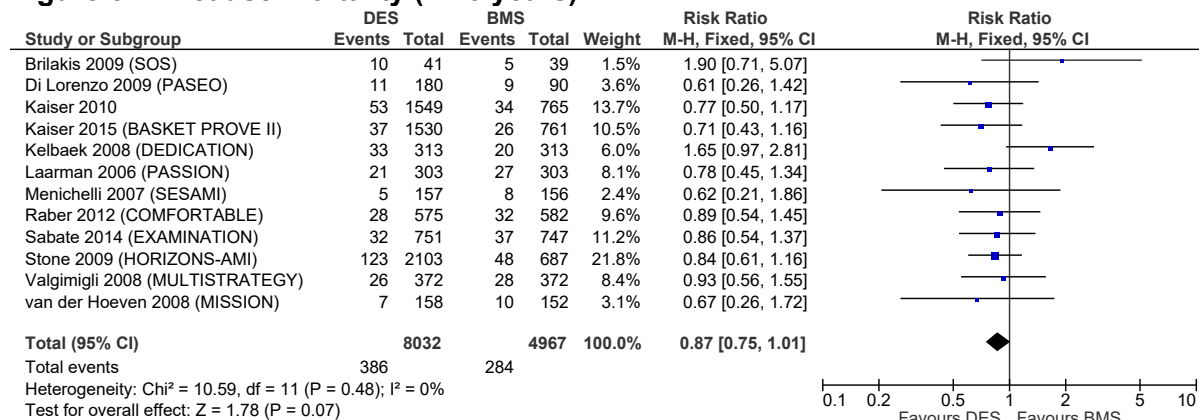 DES BMS Risk Ratio Risk Ratio
Study or Subgroup Events Total Events Total Weight M-H, Fixed, 95% CI M-H, Fixed, 95% CI
Brilakis 2009 (SOS) 10 41 5 39 1.5% 1.90 [0.71, 5.07]
Di Lorenzo 2009 (PASEO) 11 180 9 90 3.6% 0.61 [0.26, 1.42]
Kaiser 2010 53 1549 34 765 13.7% 0.77 [0.50, 1.17]
Kaiser 2015 (BASKET PROVE II) 37 1530 26 761 10.5% 0.71 [0.43, 1.16]
Kelbaek 2008 (DEDICATION) 33 313 20 313 6.0% 1.65 [0.97, 2.81]
Laarman 2006 (PASSION) 21 303 27 303 8.1% 0.78 [0.45, 1.34]
Menichelli 2007 (SESAMI) 5 157 8 156 2.4% 0.62 [0.21, 1.86]
Raber 2012 (COMFORTABLE) 28 575 32 582 9.6% 0.89 [0.54, 1.45]
Sabate 2014 (EXAMINATION) 32 751 37 747 11.2% 0.86 [0.54, 1.37]
Stone 2009 (HORIZONS-AMI) 123 2103 48 687 21.8% 0.84 [0.61, 1.16]
Valgimigli 2008 (MULTISTRATEGY) 26 372 28 372 8.4% 0.93 [0.56, 1.55]
van der Hoeven 2008 (MISSION) 7 158 10 152 3.1% 0.67 [0.26, 1.72]
Total (95% CI) 8032 4967 100.0% 0.87 [0.75, 1.01]
Total events 386 284
Heterogeneity: Chi² = 10.59, df = 11 (P = 0.48); I² = 0%
Test for overall effect: Z = 1.78 (P = 0.07)
0.1 0.2 0.5 1 2 5 10
Favours DES Favours BMS